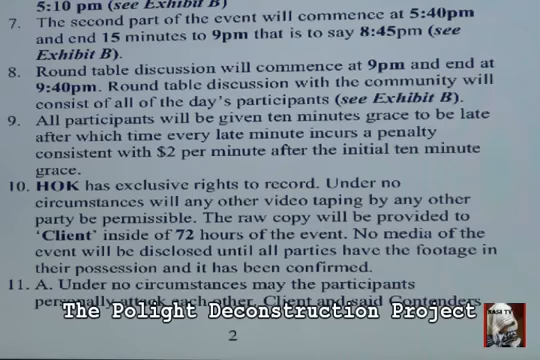 5:10 pm (see Exhibit B)
7. The second part of the event will commence at 5:40pm
and end 15 minutes to 9pm that is to say 8:45pm (see
Exhibit B).
8. Round table discussion will commence at 9pm and end at
9:40pm. Round table discussion with the community will
consist of all of the day's participants (see Exhibit B).
9. All participants will be given ten minutes grace to be late
after which time every late minute incurs a penalty
consistent with $2 per minute after the initial ten minute
grace.
10. HOK has exclusive rights to record. Under no
circumstances will any other video taping by any other
party be permissible. The raw copy will be provided to
‘Client’ inside of 72 hours of the event. No media of the
event will be disclosed until all parties have the footage in
their possession and it has been confirmed.
11. A. Under no circumstances may the participants
personally attack each other. Client and said Contenders
The Polight Deconstruction Project
RASI TV
2